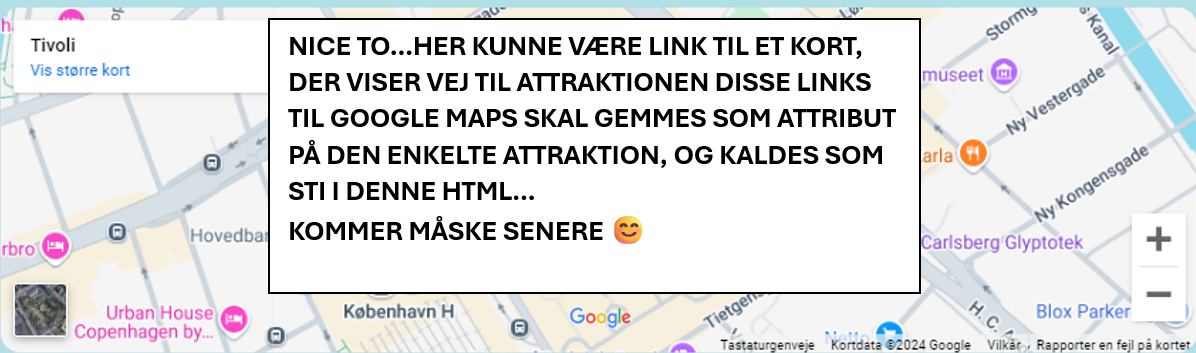 Tivoli
Vis større kort
NICE TO...HER KUNNE VÆRE LINK TIL ET KORT,
DER VISER VEJ TIL ATTRAKTIONEN DISSE LINKS
TIL GOOGLE MAPS SKAL GEMMES SOM ATTRIBUT
PÅ DEN ENKELTE ATTRAKTION, OG KALDES SOM
STI I DENNE HTML...
KOMMER MÅSKE SENERE 😊
Stormg
Kanal
museet
Ny Vestergade
arla
Ny Kongensgade
rbro
Hovedban
Carlsberg Glyptotek
Urban House
Copenhagen by...
København H
Google
Tietgens
Netto
H. C. A
Blox Parker
Tastaturgenveje
Kortdata ©2024 Google
Vilkår
Rapporter en fejl på kortet